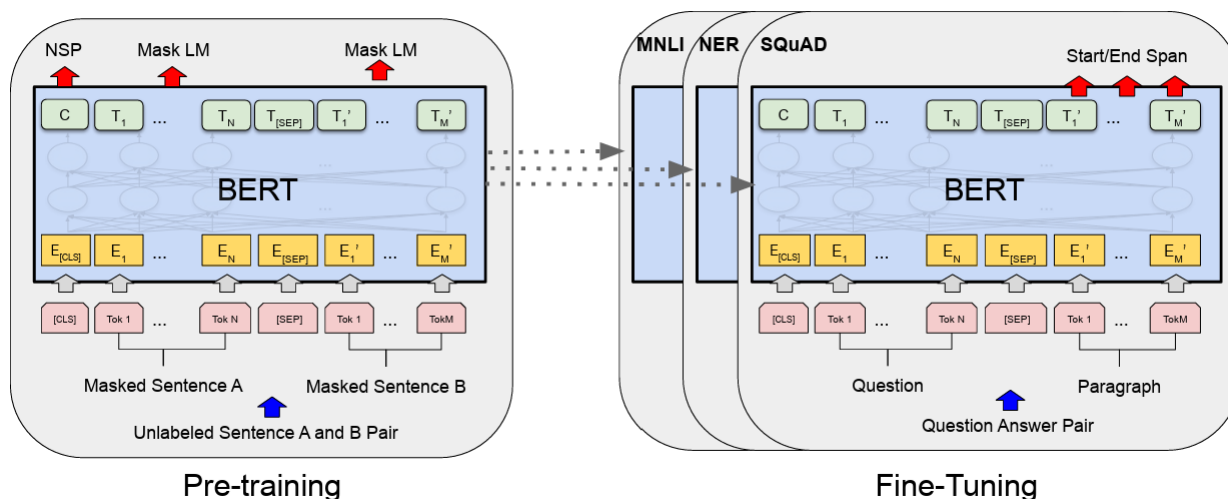 NSP Mask LM Mask LM
C T1 ... TN T[SEP] T1' ... TM'
...
BERT
...
E[CLS] E1 ... EN E[SEP] E1' ... EM'
[CLS] Tok 1 ... Tok N [SEP] Tok 1 ... TokM
Masked Sentence A Masked Sentence B
Unlabeled Sentence A and B Pair
Pre-training
MNLI NER SQuAD
Start/End Span
C T1 ... TN T[SEP] T1' ... TM'
...
BERT
...
E[CLS] E1 ... EN E[SEP] E1' ... EM'
[CLS] Tok 1 ... Tok N [SEP] Tok 1 ... TokM
Question Paragraph
Question Answer Pair
Fine-Tuning